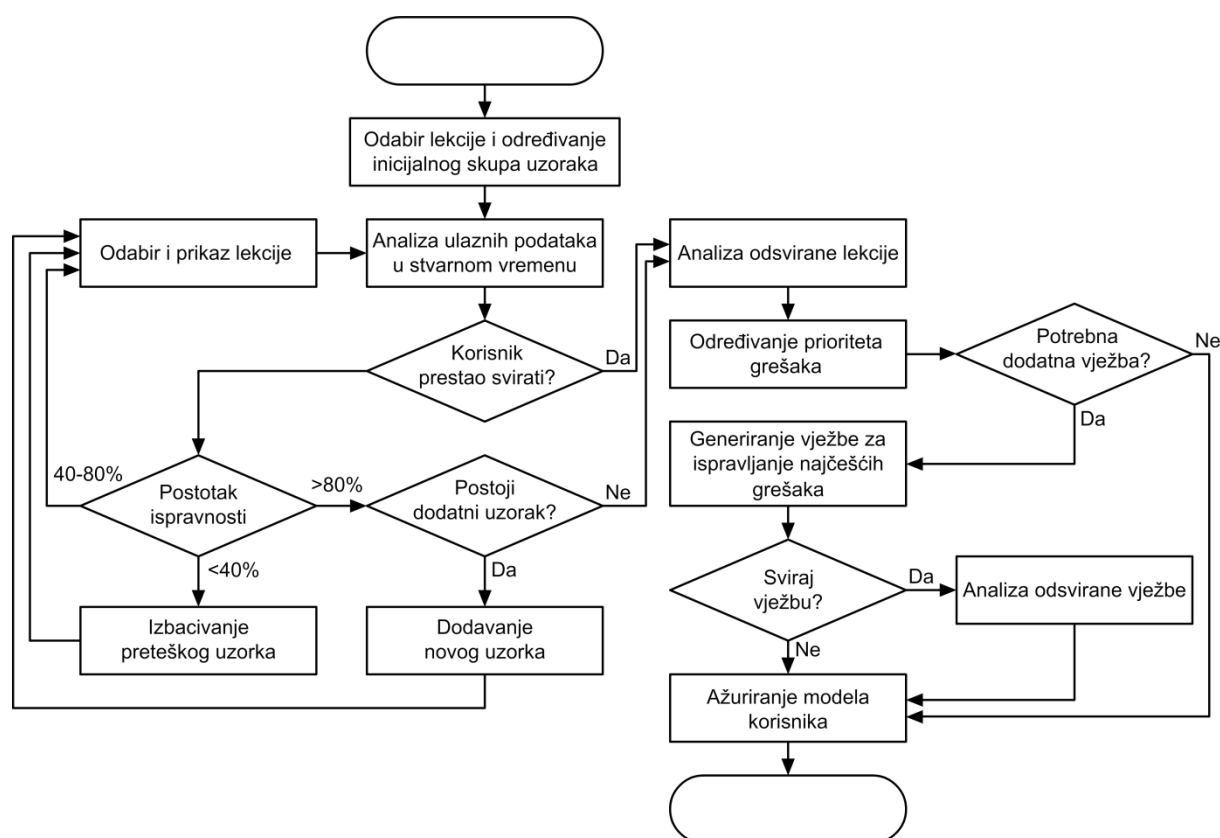 Odabir lekcije i određivanje
inicijalnog skupa uzoraka
Odabir i prikaz lekcije
Analiza ulaznih podataka
u stvarnom vremenu
Analiza odsvirane lekcije
Korisnik
prestao svirati?
Da
Određivanje prioriteta
grešaka
Potrebna
dodatna vježba?
Ne
Da
Generiranje vježbe za
ispravljanje najčešćih
grešaka
40-80%
Postotak
ispravnosti
>80%
Postoji
dodatni uzorak?
Ne
<40%
Da
Sviraj
vježbu?
Da
Analiza odsvirane vježbe
Izbacivanje
preteškog uzorka
Dodavanje
novog uzorka
Ne
Ažuriranje modela
korisnika